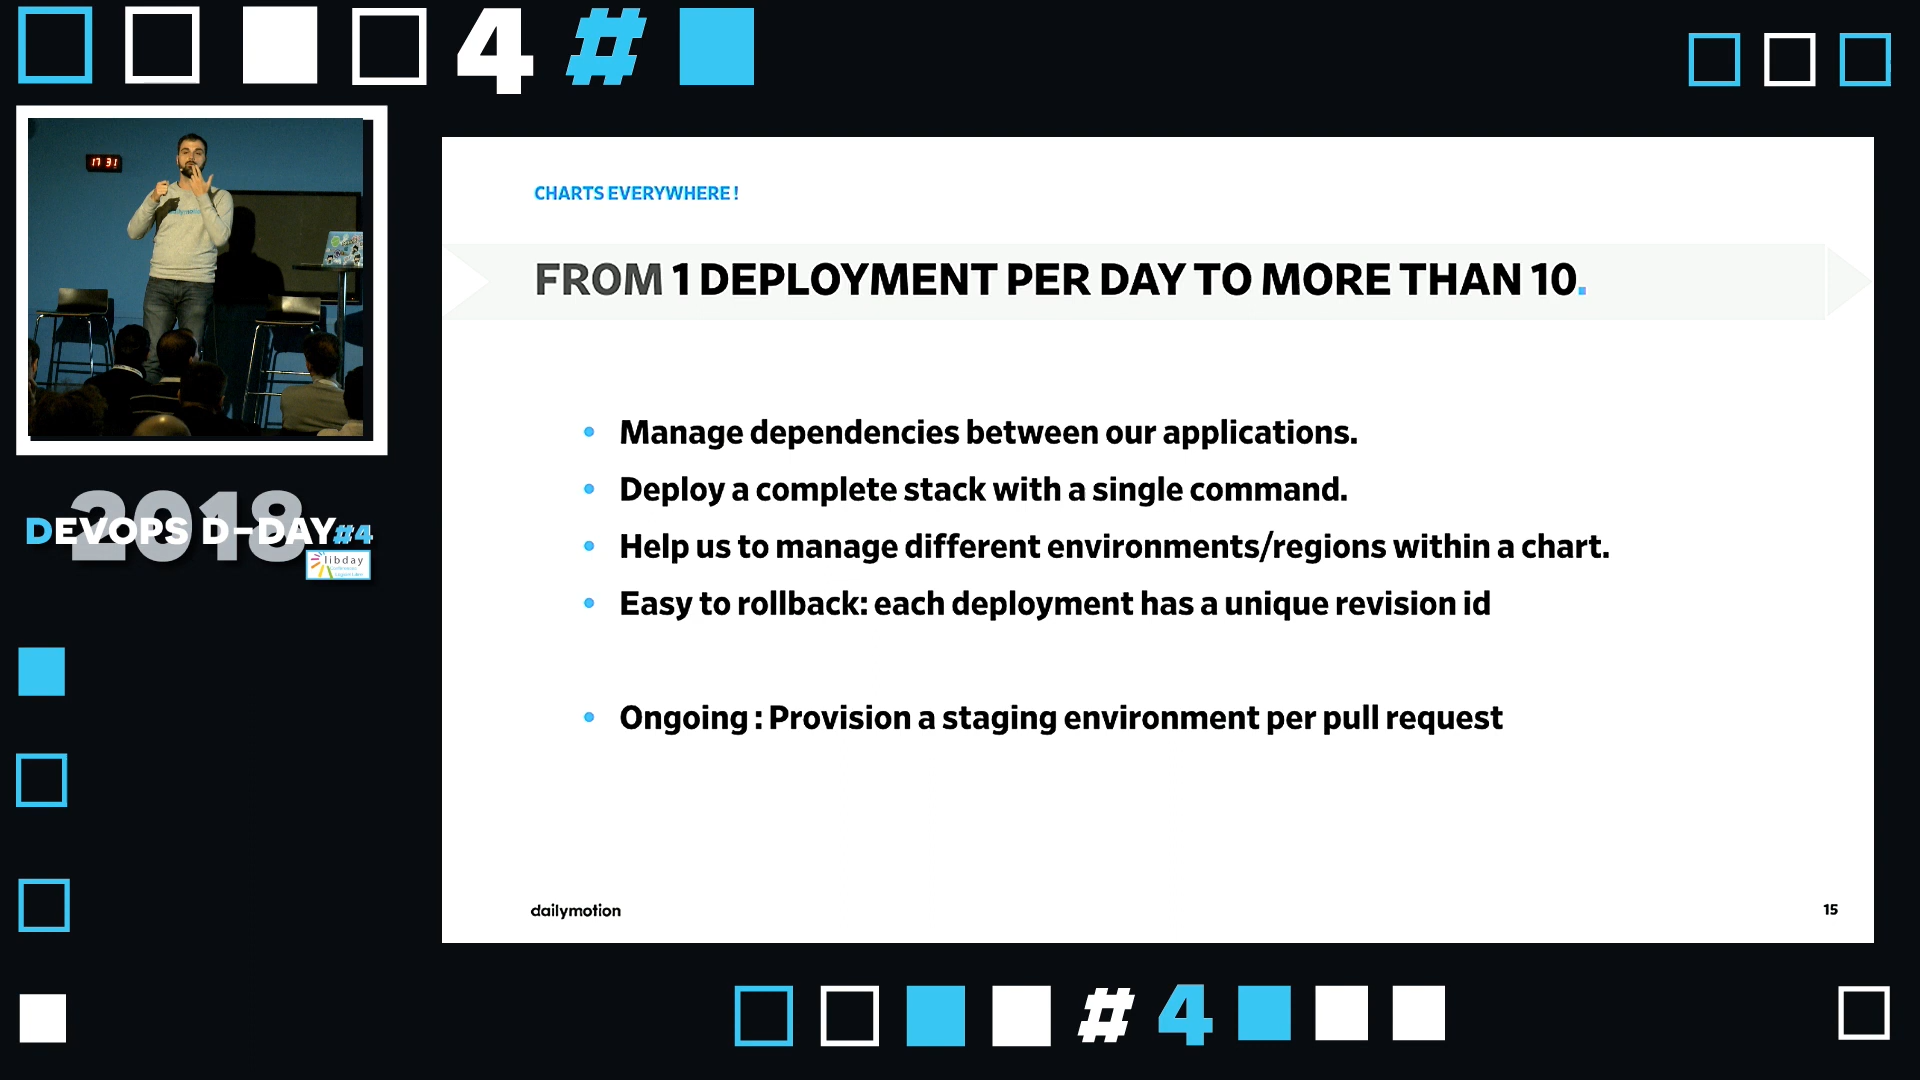 4 #
17 31
CHARTS EVERYWHERE !
FROM 1 DEPLOYMENT PER DAY TO MORE THAN 10.
• Manage dependencies between our applications.
• Deploy a complete stack with a single command.
• Help us to manage different environments/regions within a chart.
• Easy to rollback: each deployment has a unique revision id
• Ongoing : Provision a staging environment per pull request
dailymotion
15
2018
DEVOPS D-DAY#4
libday
# 4